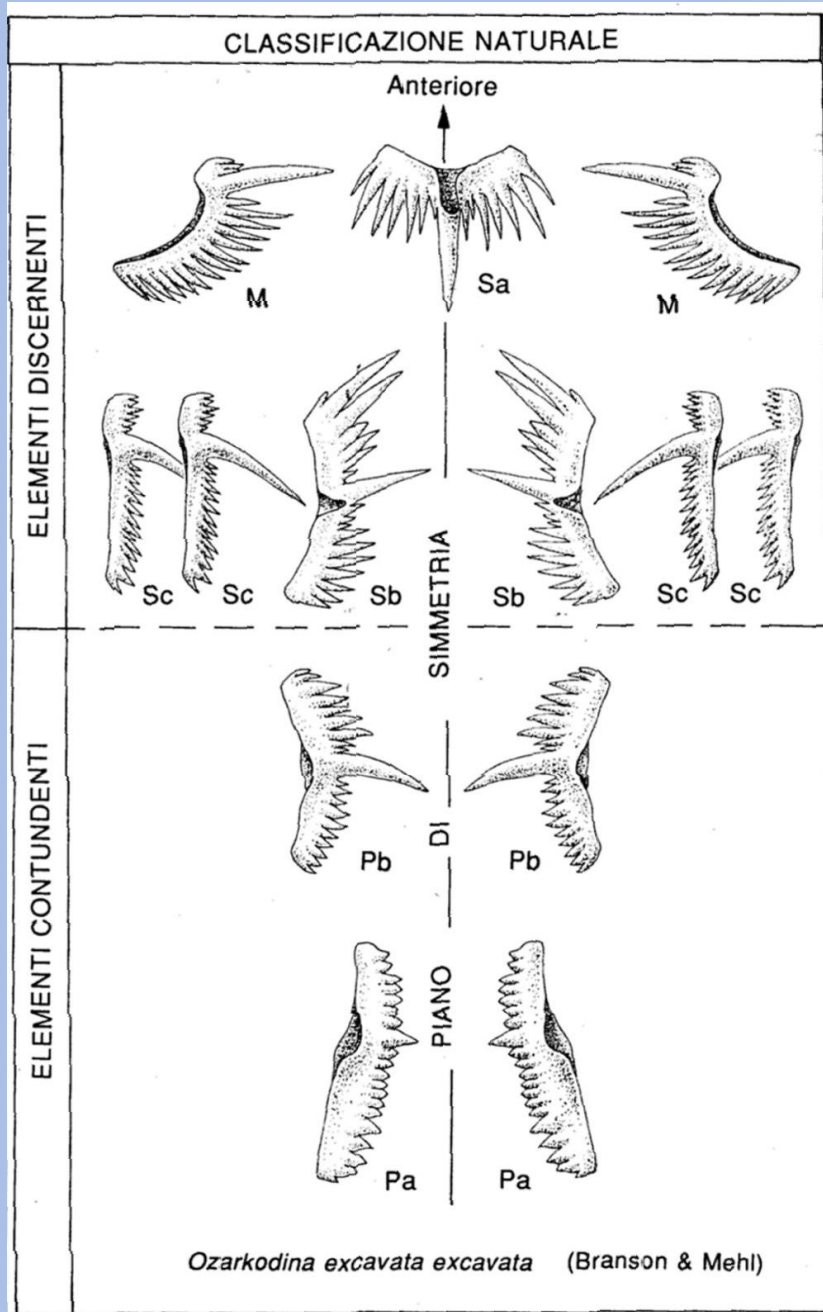 CLASSIFICAZIONE NATURALE
Anteriore
ELEMENTI DISCERNENTI
M
Sa
M
Sc Sc Sb Sb Sc Sc
ELEMENTI CONTUNDENTI
Pb Pb
Pa Pa
PIANO DI SIMMETRIA
Ozarkodina excavata excavata (Branson & Mehl)